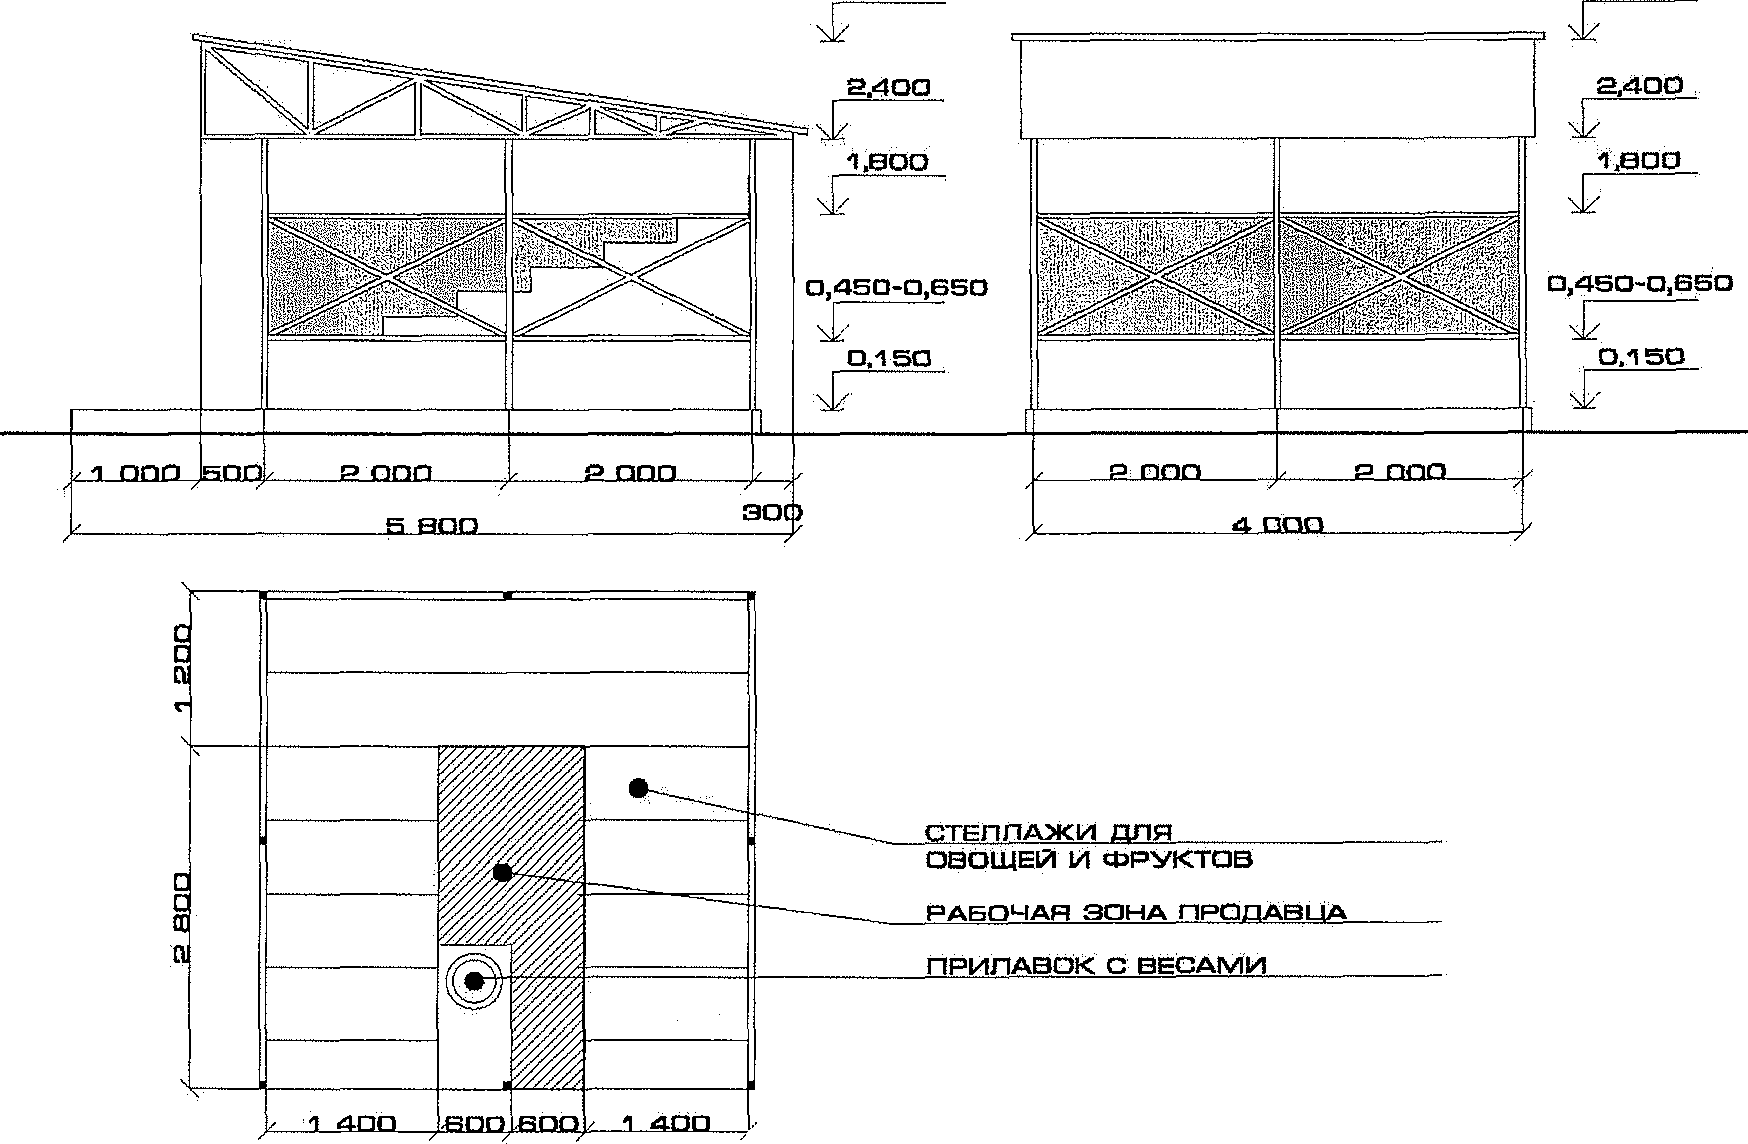 2,400
1,800
0,450-0,650
0,150
2,400
1,800
0,450-0,650
0,150
1 000 500 2 000 2 000
300
5 800
2 000 2 000
4 000
1 200
2 800
СТЕЛЛАЖИ ДЛЯ
ОВОЩЕЙ И ФРУКТОВ
РАБОЧАЯ ЗОНА ПРОДАВЦА
ПРИЛАВОК С ВЕСАМИ
1 400 600 600 1 400